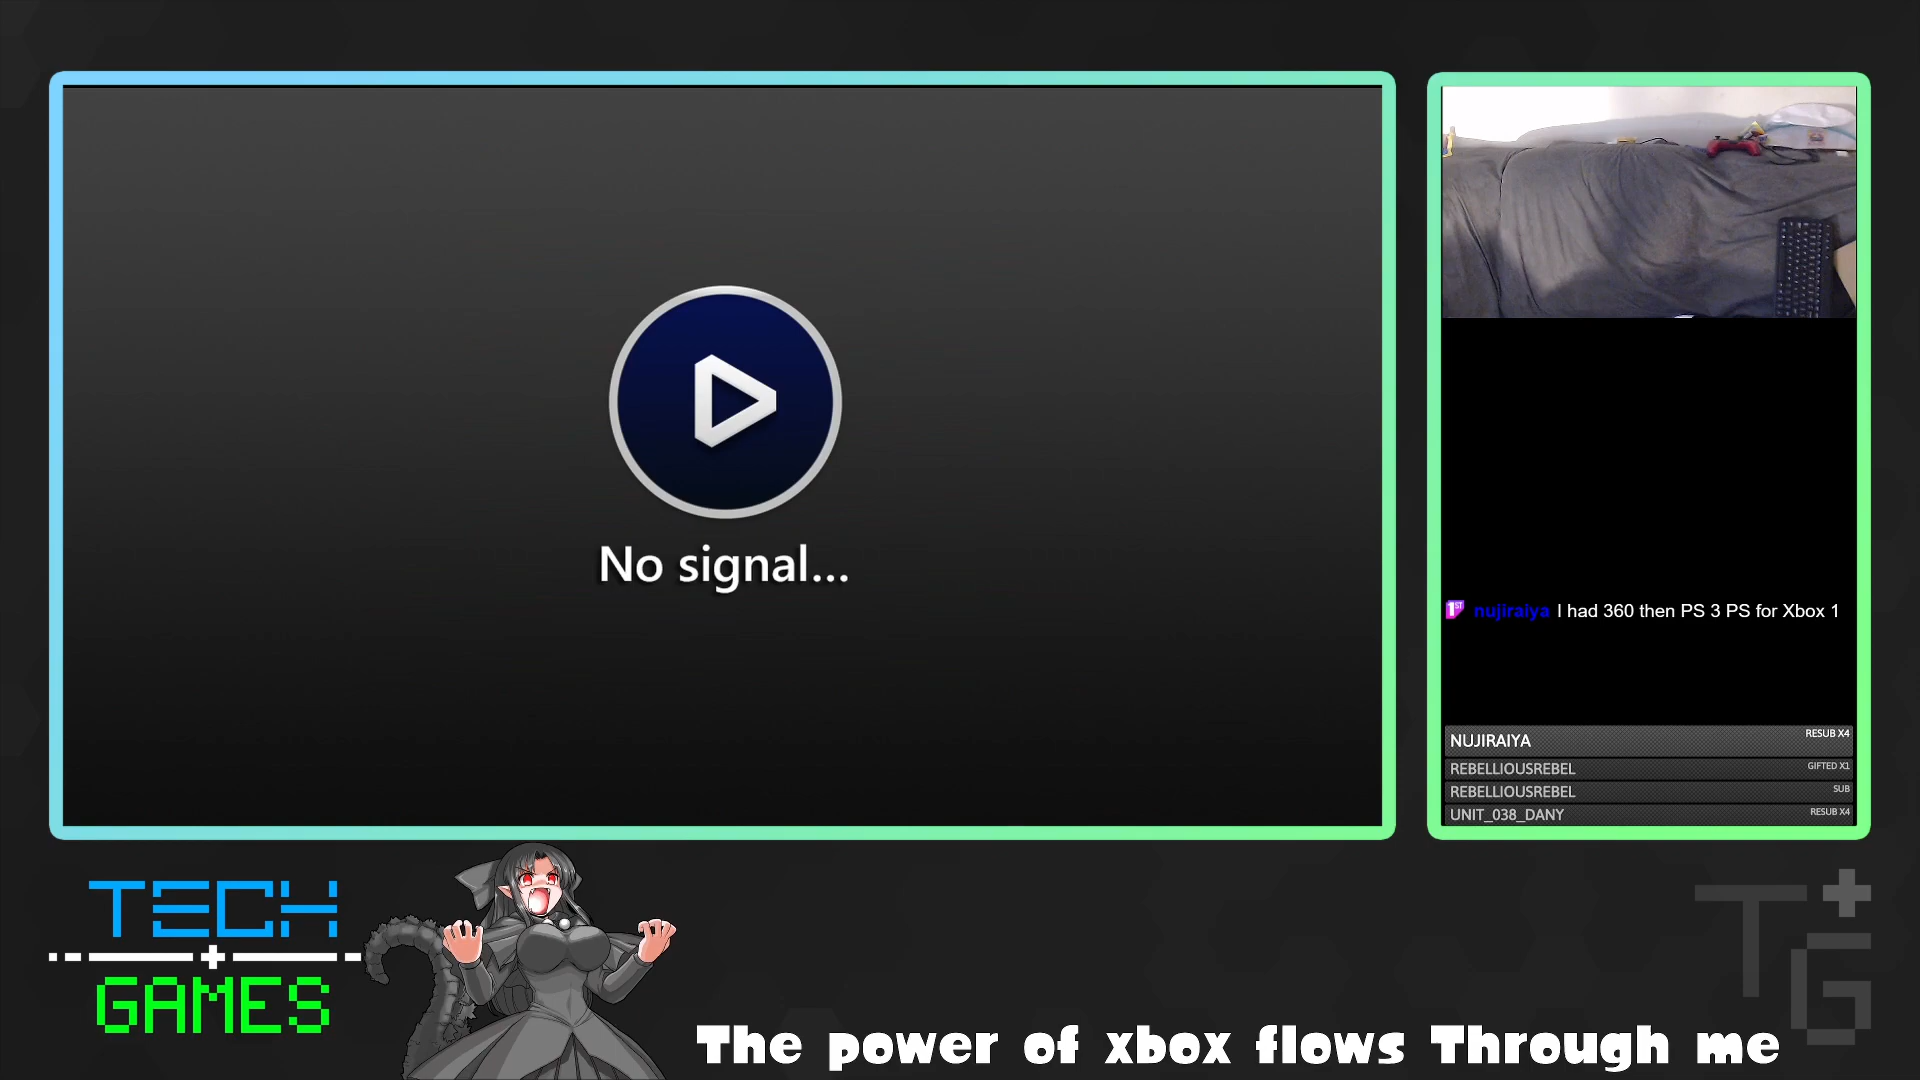 No signal...
nujiraiya I had 360 then PS 3 PS for Xbox 1
NUJIRAIYA RESUB X4
REBELLIOUSREBEL GIFTED X1
REBELLIOUSREBEL SUB
UNIT_038_DANY RESUB X4
TECH
GAMES
The power of xbox flows Through me
TG